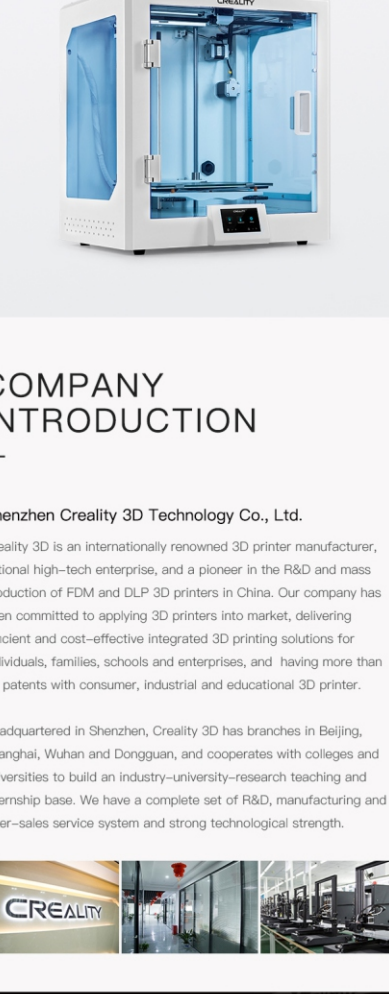 CREALITY
COMPANY
NTRODUCTION
henzhen Creality 3D Technology Co., Ltd.
eality 3D is an internationally renowned 3D printer manufacturer,
tional high-tech enterprise, and a pioneer in the R&D and mass
oduction of FDM and DLP 3D printers in China. Our company has
en committed to applying 3D printers into market, delivering
icient and cost-effective integrated 3D printing solutions for
dividuals, families, schools and enterprises, and having more than
patents with consumer, industrial and educational 3D printer.
adquartered in Shenzhen, Creality 3D has branches in Beijing,
anghai, Wuhan and Dongguan, and cooperates with colleges and
versities to build an industry-university-research teaching and
ernship base. We have a complete set of R&D, manufacturing and
er-sales service system and strong technological strength.
CREALITY